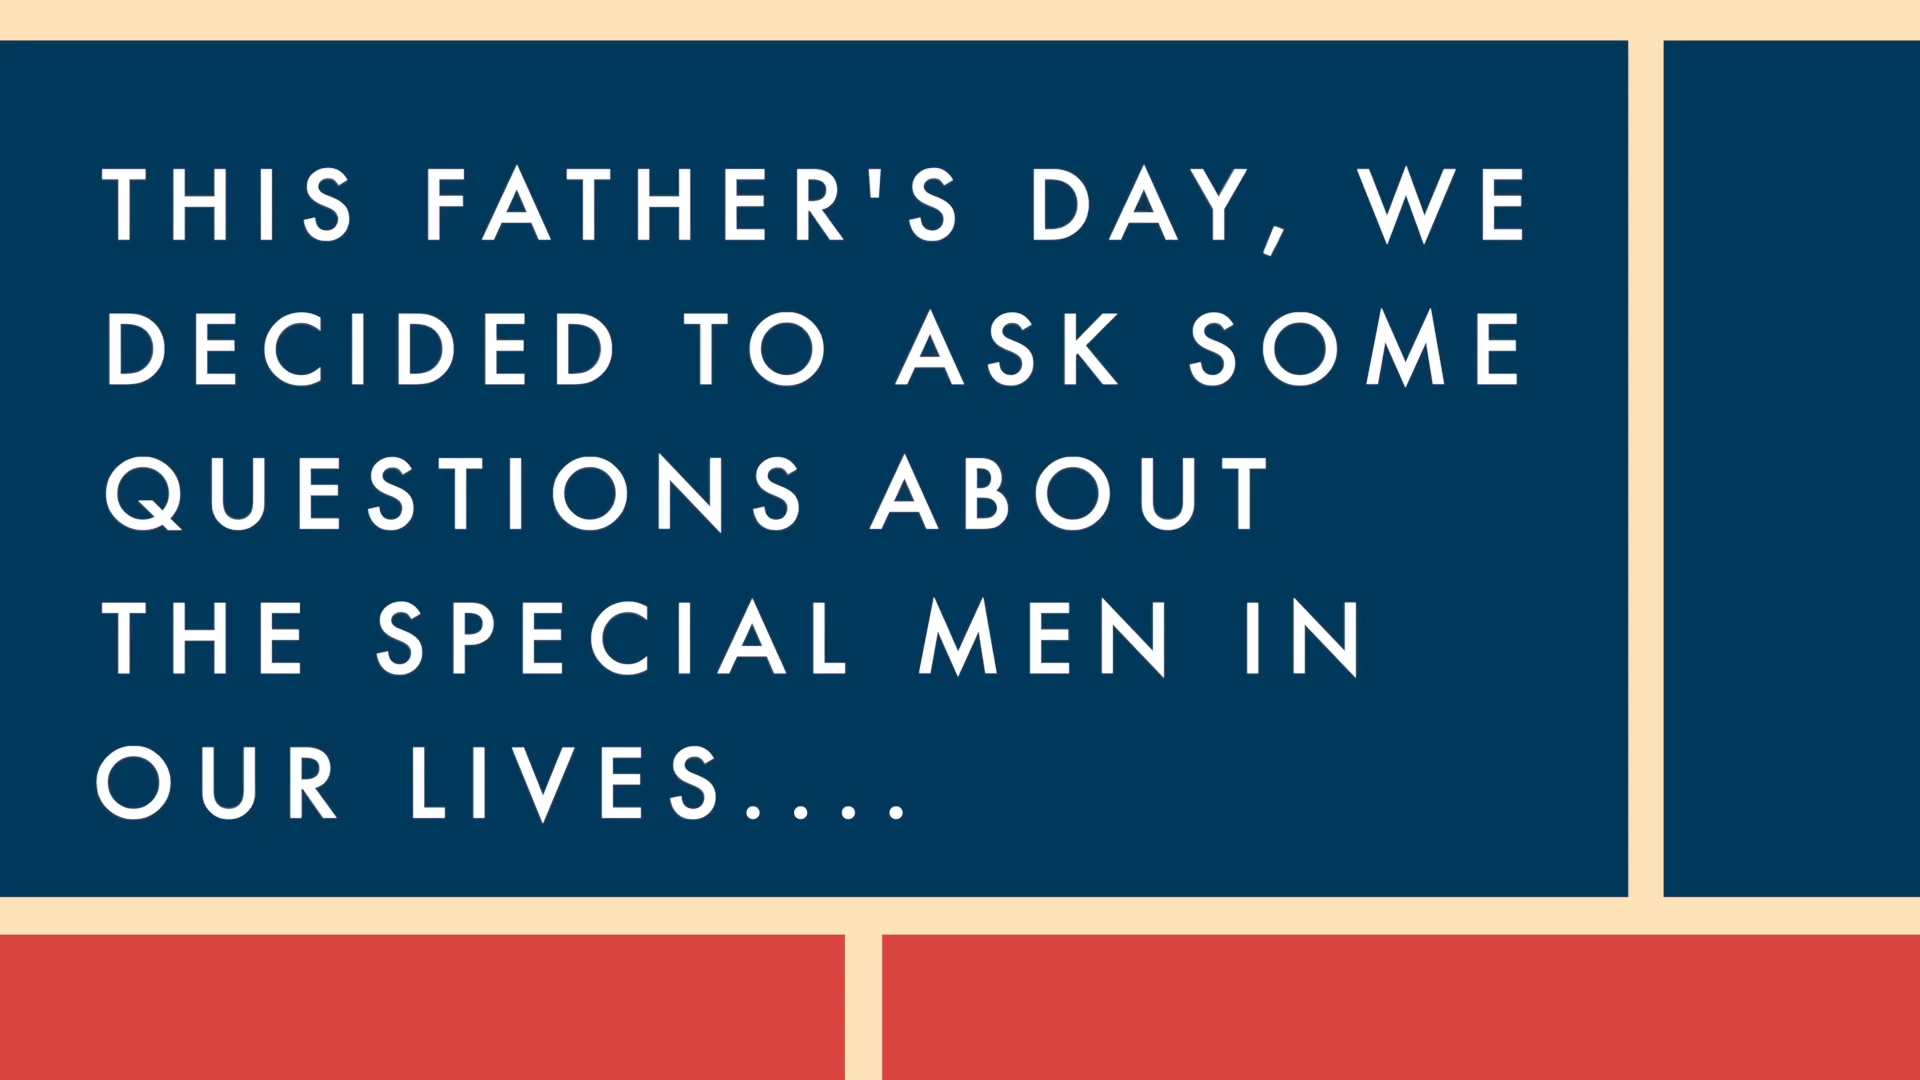 THIS FATHER'S DAY, WE
DECIDED TO ASK SOME
QUESTIONS ABOUT
THE SPECIAL MEN IN
OUR LIVES....